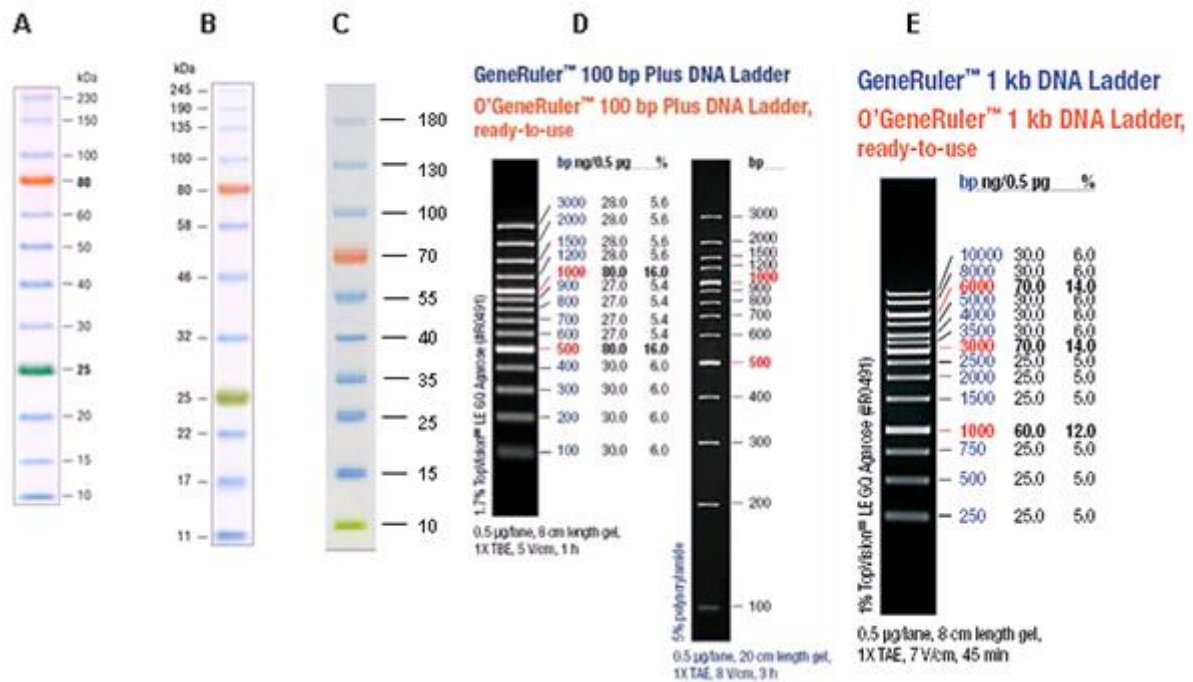 A
B
C
D
E
kDa
230
150
100
80
60
50
40
30
25
20
15
10
kDa
245
190
135
100
80
58
46
32
25
22
17
11
180
130
100
70
55
40
35
25
15
10
GeneRuler™ 100 bp Plus DNA Ladder
O'GeneRuler™ 100 bp Plus DNA Ladder,
ready-to-use
bp ng/0.5 µg %
3000 28.0 5.6
2000 28.0 5.6
1500 28.0 5.6
1200 28.0 5.6
1000 80.0 16.0
900 27.0 5.4
800 27.0 5.4
700 27.0 5.4
600 27.0 5.4
500 80.0 16.0
400 30.0 6.0
300 30.0 6.0
200 30.0 6.0
100 30.0 6.0
1.7% TopVision™ LE GQ Agarose (#R0491)
0.5 µg/lane, 8 cm length gel,
1X TBE, 5 V/cm, 1 h
bp
3000
2000
1500
1200
1000
900
800
700
600
500
400
300
200
100
5% polyacrylamide
0.5 µg/lane, 20 cm length gel,
1X TAE, 8 V/cm, 3 h
GeneRuler™ 1 kb DNA Ladder
O'GeneRuler™ 1 kb DNA Ladder,
ready-to-use
bp ng/0.5 µg %
10000 30.0 6.0
8000 30.0 6.0
6000 70.0 14.0
5000 30.0 6.0
4000 30.0 6.0
3500 30.0 6.0
3000 70.0 14.0
2500 25.0 5.0
2000 25.0 5.0
1500 25.0 5.0
1000 60.0 12.0
750 25.0 5.0
500 25.0 5.0
250 25.0 5.0
1% TopVision™ LE GQ Agarose (#R0491)
0.5 µg/lane, 8 cm length gel,
1X TAE, 7 V/cm, 45 min